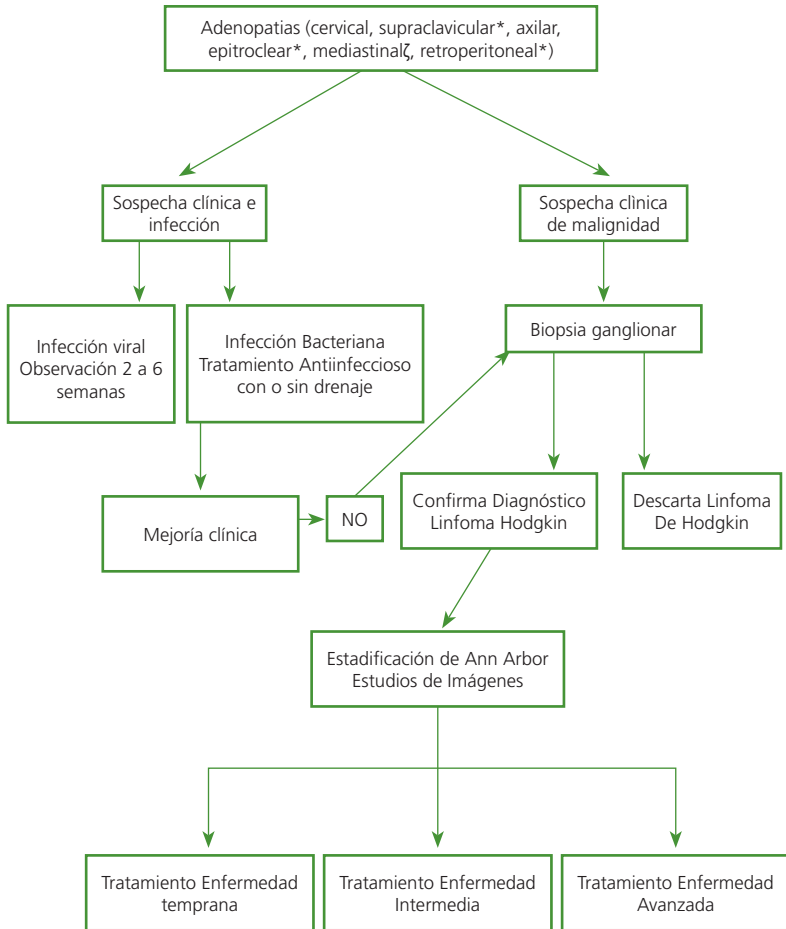 Adenopatias (cervical, supraclavicular*, axilar,
epitroclear*, mediastinalζ, retroperitoneal*)
Sospecha clínica e
infección
Sospecha clìnica
de malignidad
Infección viral
Observación 2 a 6
semanas
Infección Bacteriana
Tratamiento Antiinfeccioso
con o sin drenaje
Biopsia ganglionar
Mejoría clínica
NO
Confirma Diagnóstico
Linfoma Hodgkin
Descarta Linfoma
De Hodgkin
Estadificación de Ann Arbor
Estudios de Imágenes
Tratamiento Enfermedad
temprana
Tratamiento Enfermedad
Intermedia
Tratamiento Enfermedad
Avanzada